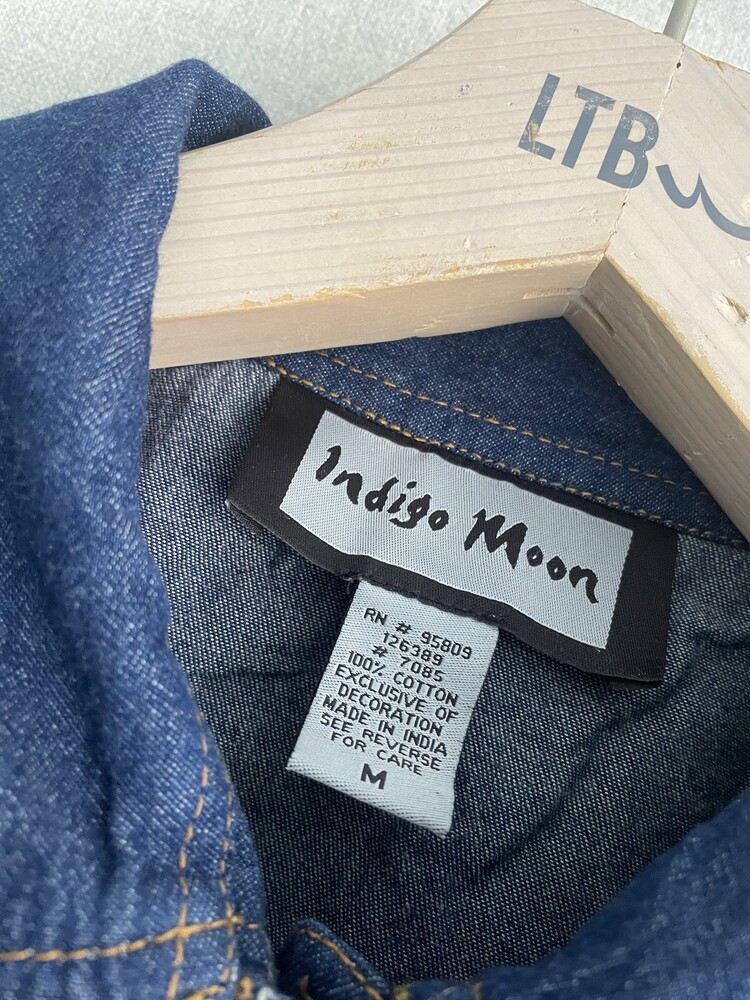 LTB
Indigo Moon
RN # 95809
126389
# 7085
100% COTTON
EXCLUSIVE OF
DECORATION
MADE IN INDIA
SEE REVERSE
FOR CARE
M